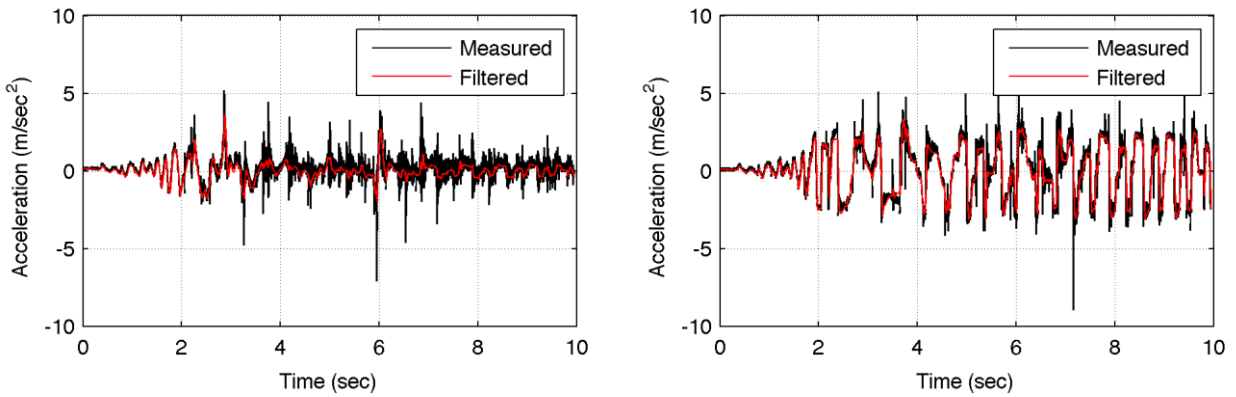 10
5
0
-5
-10
Acceleration (m/sec²)
0 2 4 6 8 10
Time (sec)
Measured
Filtered
10
5
0
-5
-10
Acceleration (m/sec²)
0 2 4 6 8 10
Time (sec)
Measured
Filtered